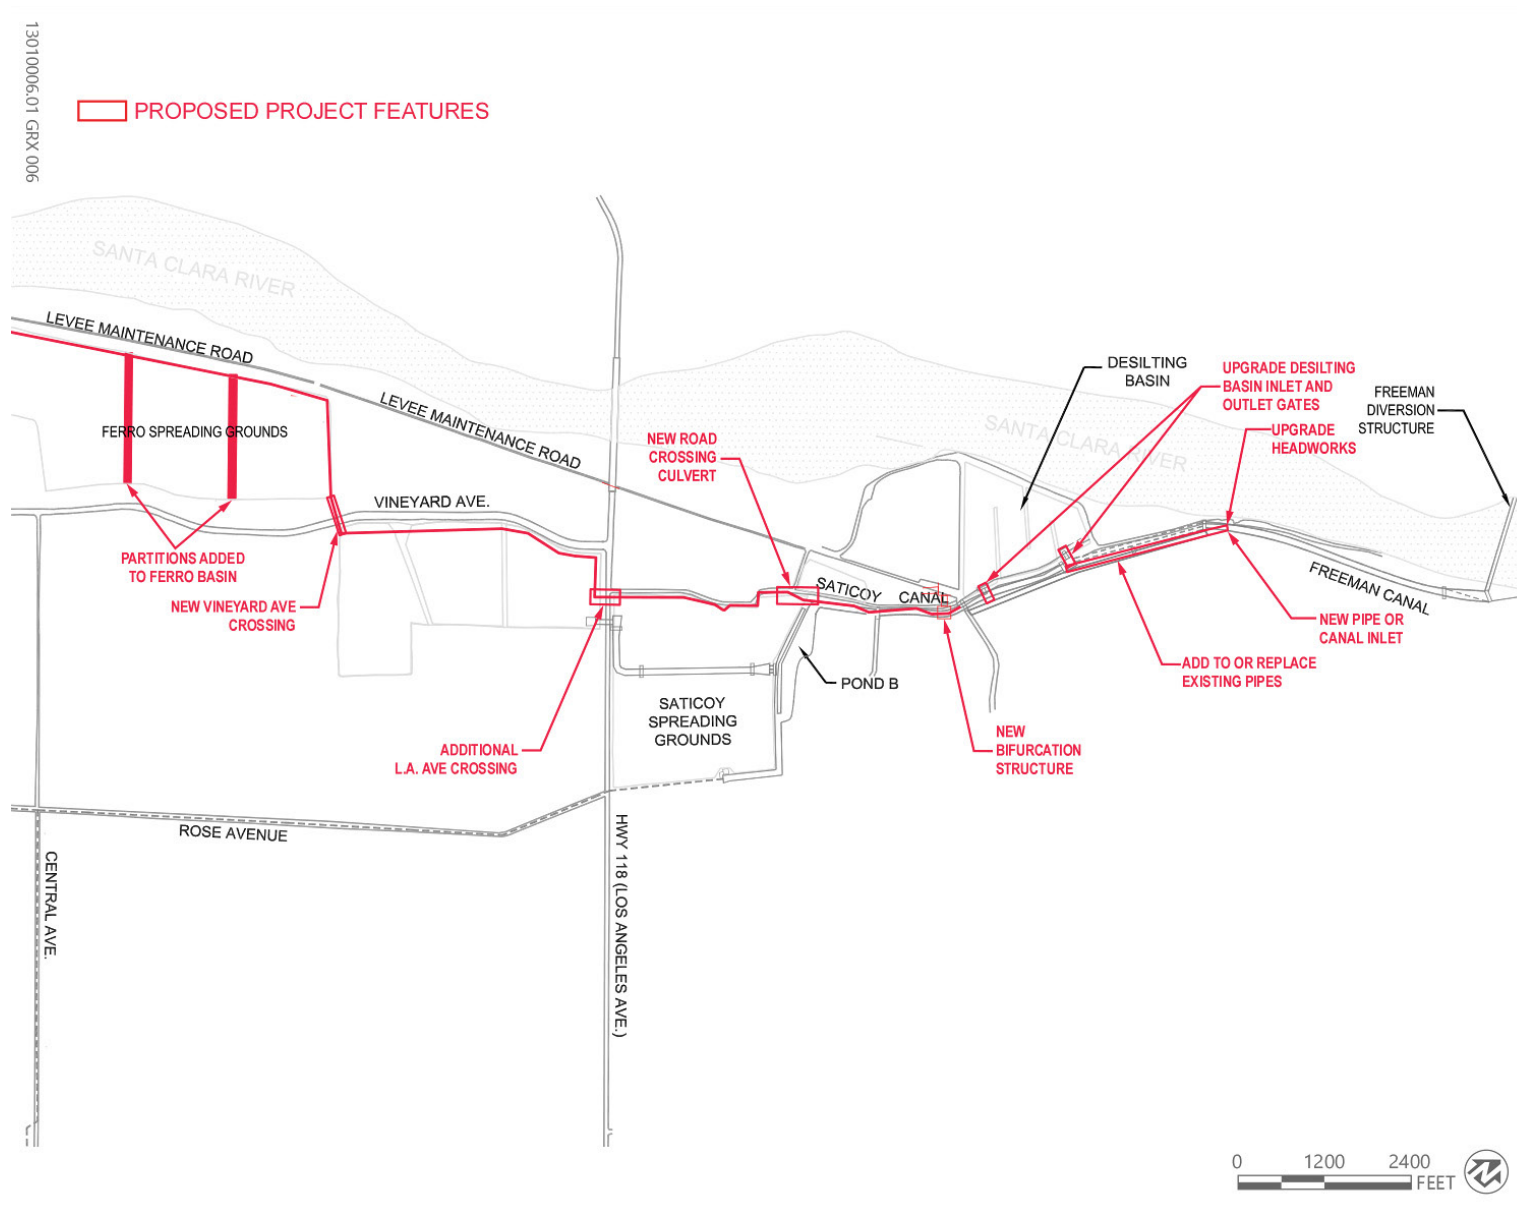 13010006.01 GRX 006
PROPOSED PROJECT FEATURES
SANTA CLARA RIVER
LEVEE MAINTENANCE ROAD
LEVEE MAINTENANCE ROAD
FERRO SPREADING GROUNDS
VINEYARD AVE.
PARTITIONS ADDED
TO FERRO BASIN
NEW VINEYARD AVE
CROSSING
NEW ROAD
CROSSING
CULVERT
DESILTING
BASIN
UPGRADE DESILTING
BASIN INLET AND
OUTLET GATES
UPGRADE
HEADWORKS
FREEMAN
DIVERSION
STRUCTURE
SANTA CLARA RIVER
SATICOY CANAL
FREEMAN CANAL
NEW PIPE OR
CANAL INLET
ADD TO OR REPLACE
EXISTING PIPES
POND B
SATICOY
SPREADING
GROUNDS
NEW
BIFURCATION
STRUCTURE
ADDITIONAL
L.A. AVE CROSSING
ROSE AVENUE
CENTRAL AVE.
HWY 118 (LOS ANGELES AVE.)
0 1200 2400
FEET